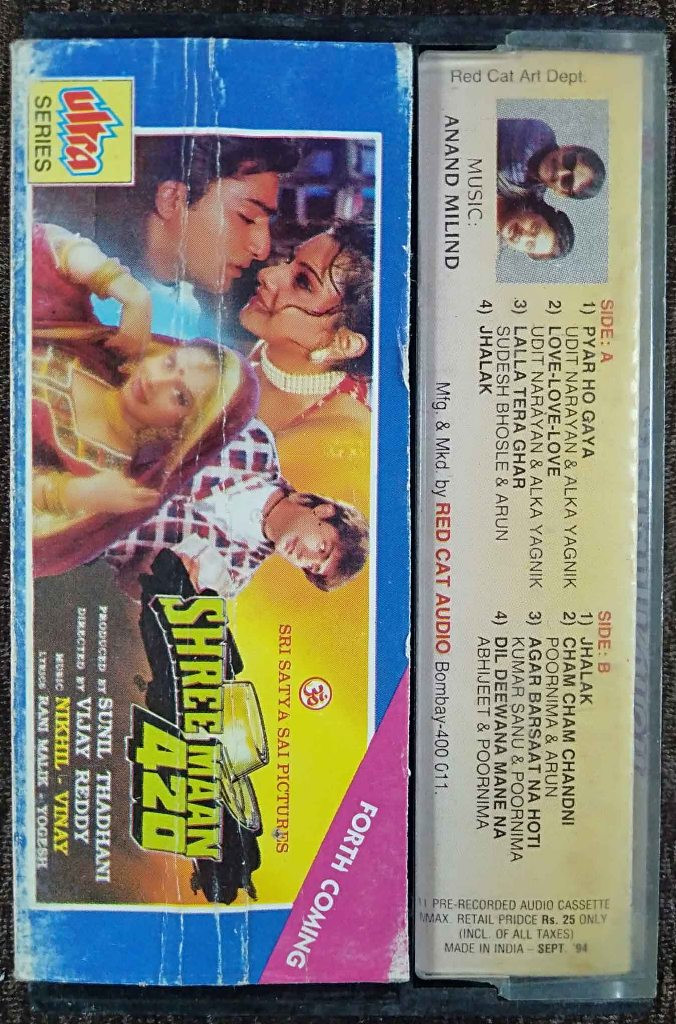 ultra
SERIES
ॐ
SRI SATYA SAI PICTURES
SHREEMAAN
420
PRODUCED BY SUNIL THADHANI
DIRECTED BY VIJAY REDDY
MUSIC NIKHIL - VINAY
LYRICS RANI MALIK - YOGESH
FORTH COMING
Red Cat Art Dept.
MUSIC:
ANAND MILIND
SIDE: A
1) PYAR HO GAYA
UDIT NARAYAN & ALKA YAGNIK
2) LOVE-LOVE-LOVE
UDIT NARAYAN & ALKA YAGNIK
3) LALLA TERA GHAR
SUDESH BHOSLE & ARUN
4) JHALAK
SIDE: B
1) JHALAK
2) CHAM CHAM CHANDNI
POORNIMA & ARUN
3) AGAR BARSAAT NA HOTI
KUMAR SANU & POORNIMA
4) DIL DEEWANA MANE NA
ABHIJEET & POORNIMA
Mfg. & Mkd. by RED CAT AUDIO Bombay-400 011.
1 PRE-RECORDED AUDIO CASSETTE
MAX. RETAIL PRIDCE Rs. 25 ONLY
(INCL. OF ALL TAXES)
MADE IN INDIA - SEPT. '94